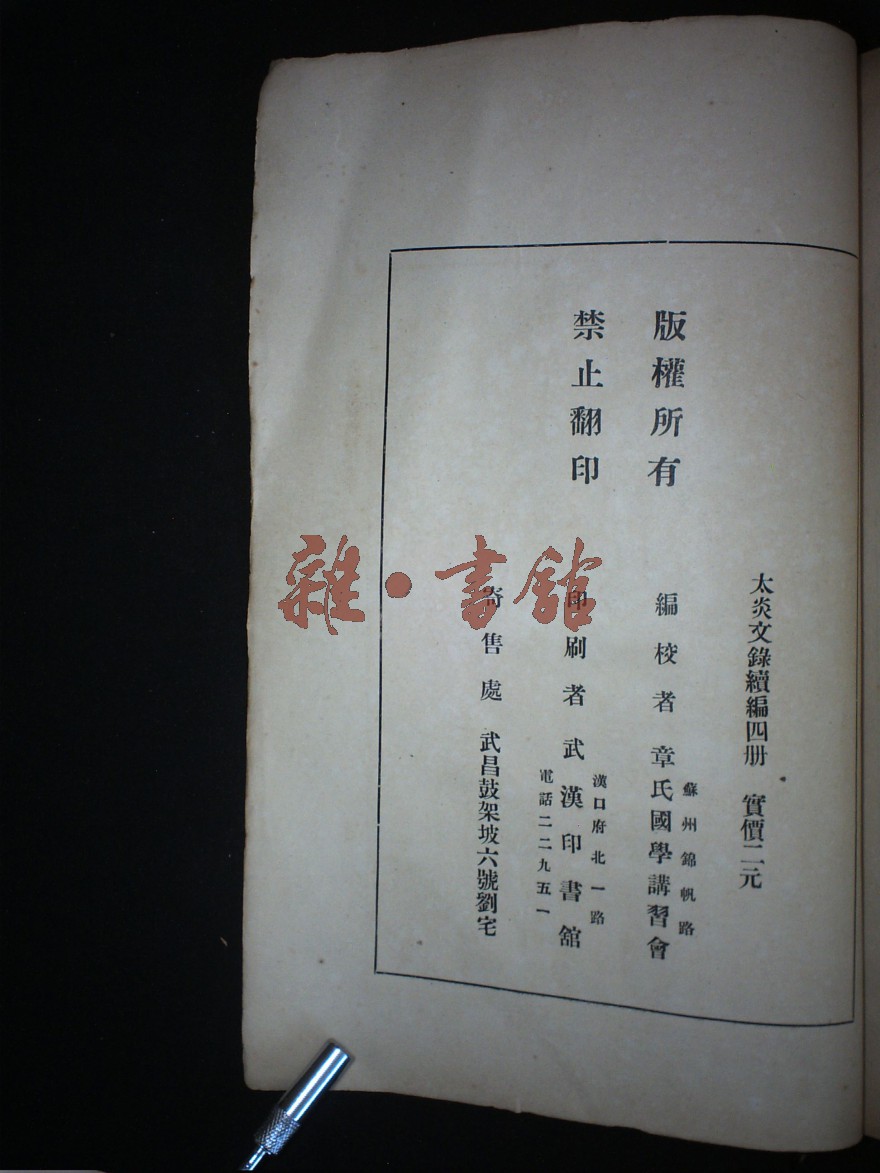 太炎文錄續編四册　實價二元
版權所有
禁止翻印
編校者　章氏國學講習會
蘇州錦帆路
印刷者　武漢印書舘
漢口府北一路
電話二二九五一
寄售處　武昌鼓架坡六號劉宅
雜·書館